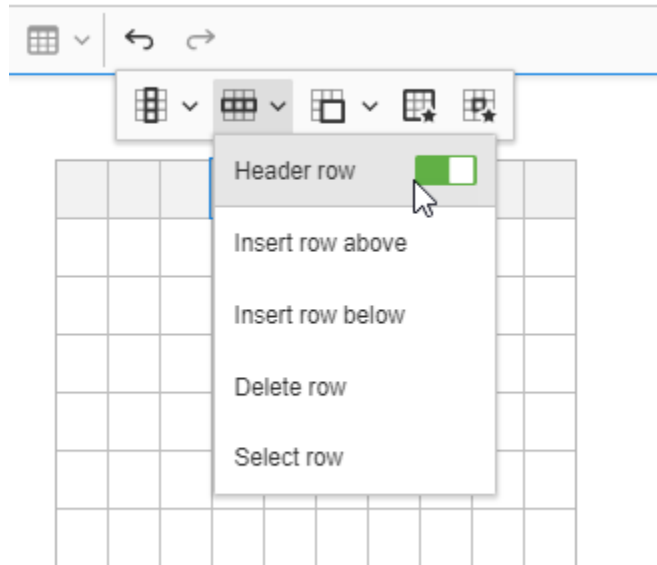 Header row
Insert row above
Insert row below
Delete row
Select row